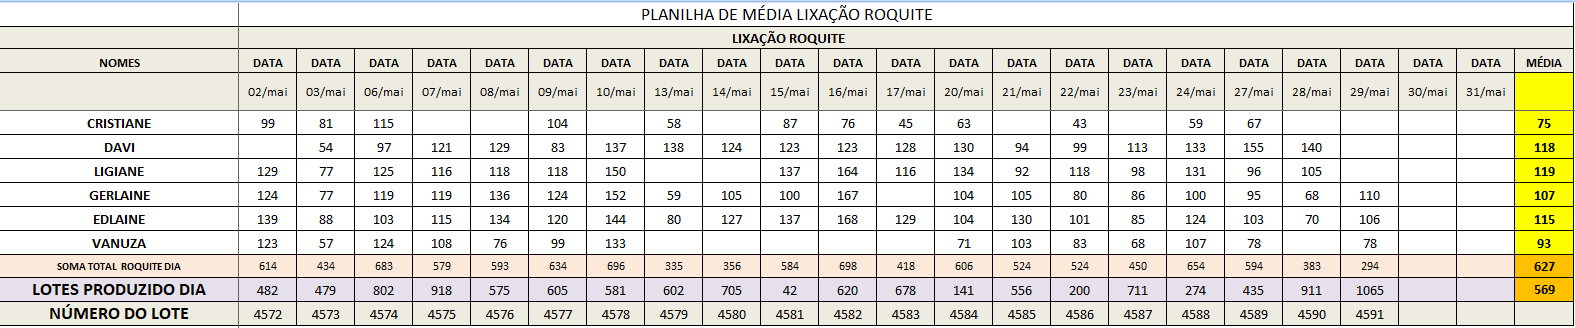 PLANILHA DE MÉDIA LIXAÇÃO ROQUITE
LIXAÇÃO ROQUITE
NOMES DATA DATA DATA DATA DATA DATA DATA DATA DATA DATA DATA DATA DATA DATA DATA DATA DATA DATA DATA DATA DATA DATA MÉDIA
02/mai 03/mai 06/mai 07/mai 08/mai 09/mai 10/mai 13/mai 14/mai 15/mai 16/mai 17/mai 20/mai 21/mai 22/mai 23/mai 24/mai 27/mai 28/mai 29/mai 30/mai 31/mai
CRISTIANE 99 81 115 104 58 87 76 45 63 43 59 67 75
DAVI 54 97 121 129 83 137 138 124 123 123 128 130 94 99 113 133 155 140 118
LIGIANE 129 77 125 116 118 118 150 137 164 116 134 92 118 98 131 96 105 119
GERLAINE 124 77 119 119 136 124 152 59 105 100 167 104 105 80 86 100 95 68 110 107
EDLAINE 139 88 103 115 134 120 144 80 127 137 168 129 104 130 101 85 124 103 70 106 115
VANUZA 123 57 124 108 76 99 133 71 103 83 68 107 78 78 93
SOMA TOTAL ROQUITE DIA 614 434 683 579 593 634 696 335 356 584 698 418 606 524 524 450 654 594 383 294 627
LOTES PRODUZIDO DIA 482 479 802 918 575 605 581 602 705 42 620 678 141 556 200 711 274 435 911 1065 569
NÚMERO DO LOTE 4572 4573 4574 4575 4576 4577 4578 4579 4580 4581 4582 4583 4584 4585 4586 4587 4588 4589 4590 4591